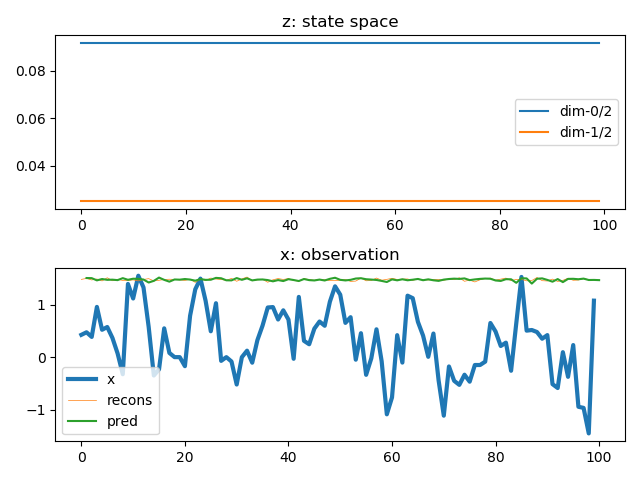 z: state space
0.08
0.06
0.04
dim-0/2
dim-1/2
0 20 40 60 80 100
x: observation
1
0
−1
x
recons
pred
0 20 40 60 80 100